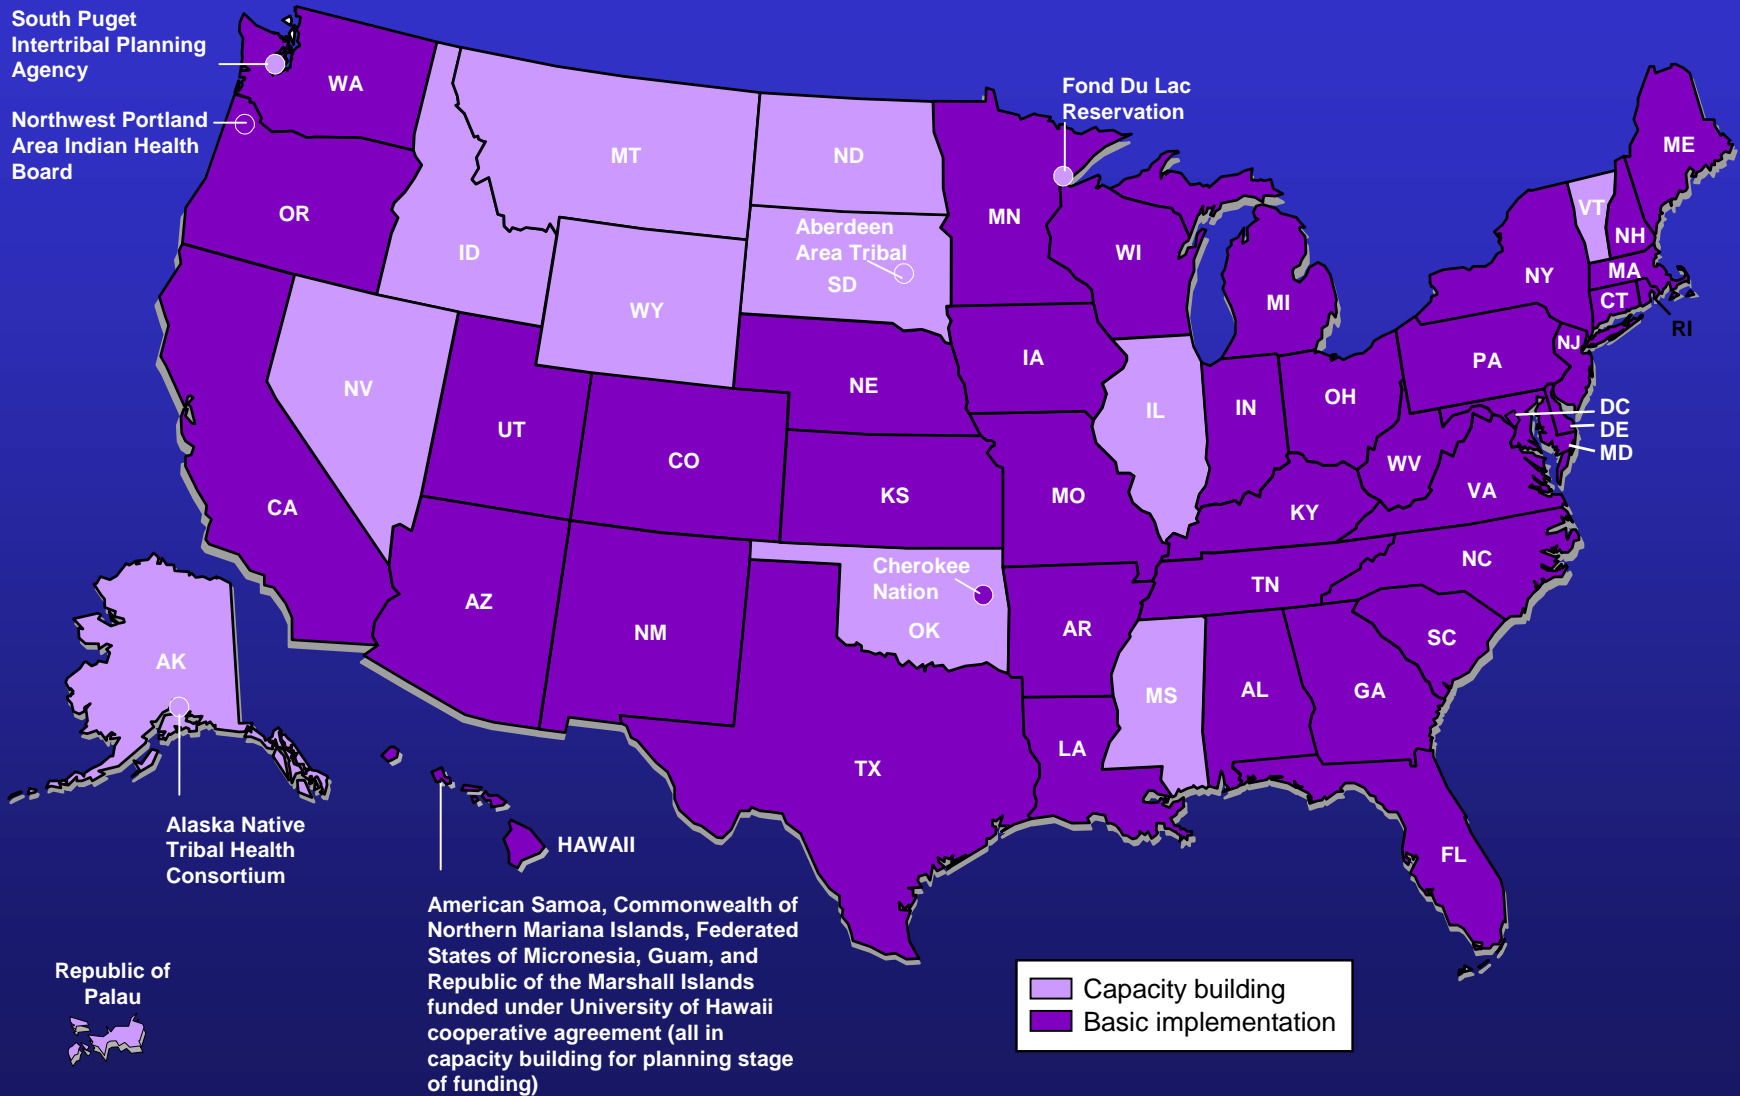 South Puget
Intertribal Planning
Agency
Northwest Portland
Area Indian Health
Board
Fond Du Lac
Reservation
WA
MT
ND
MN
ME
OR
ID
Aberdeen
Area Tribal
SD
WI
VT
NH
NY
MA
CT
RI
WY
MI
IA
PA
NJ
NV
NE
IL
IN
OH
DC
DE
MD
UT
CO
KS
MO
WV
VA
KY
CA
NC
Cherokee
Nation
OK
TN
AZ
NM
AR
SC
AK
MS
AL
GA
TX
LA
FL
Alaska Native
Tribal Health
Consortium
HAWAII
American Samoa, Commonwealth of
Northern Mariana Islands, Federated
States of Micronesia, Guam, and
Republic of the Marshall Islands
funded under University of Hawaii
cooperative agreement (all in
capacity building for planning stage
of funding)
Republic of
Palau
Capacity building
Basic implementation